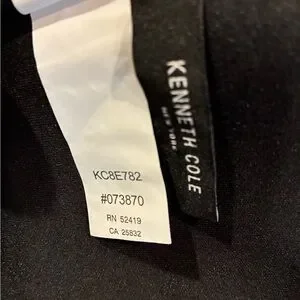 KENNETH COLE
NEW YORK
KC8E782
#073870
RN 52419
CA 25832